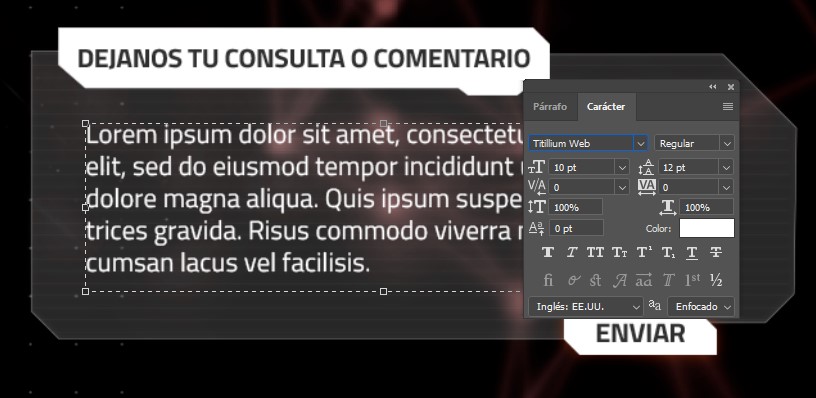 DEJANOS TU CONSULTA O COMENTARIO
Lorem ipsum dolor sit amet, consectetu
elit, sed do eiusmod tempor incididunt
dolore magna aliqua. Quis ipsum suspe
trices gravida. Risus commodo viverra
cumsan lacus vel facilisis.
Párrafo Carácter
Titillium Web Regular
10 pt 12 pt
0 0
100% 100%
0 pt Color:
T T TT Tt T¹ T₁ T T
fi st A aa T 1st ½
Inglés: EE.UU. aa Enfocado
ENVIAR